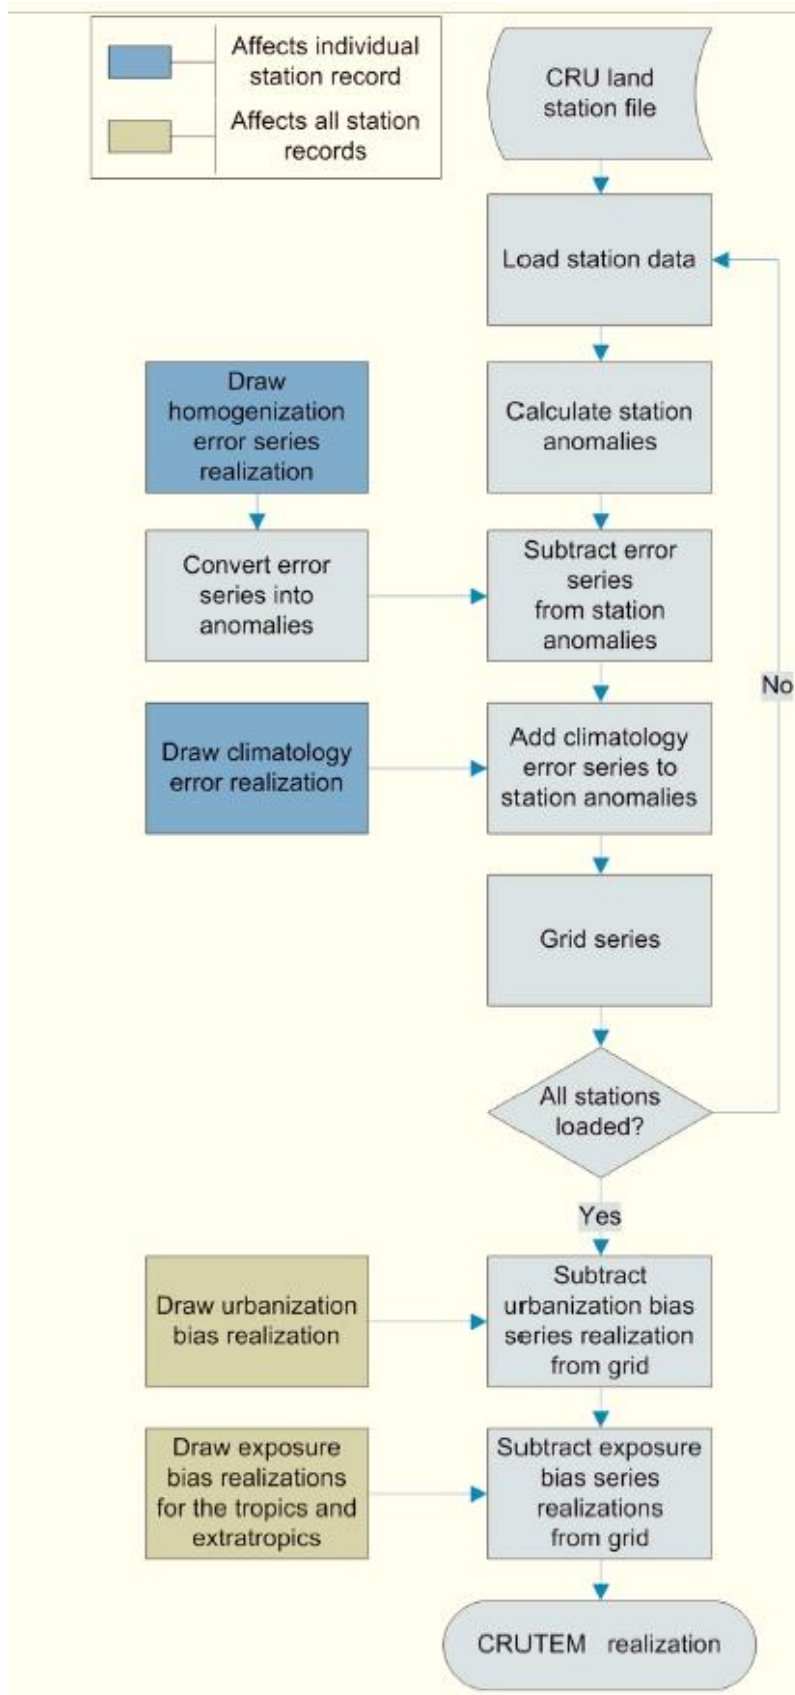 Affects individual
station record
Affects all station
records
CRU land
station file
Load station data
Draw
homogenization
error series
realization
Calculate station
anomalies
Convert error
series into
anomalies
Subtract error
series
from station
anomalies
No
Draw climatology
error realization
Add climatology
error series to
station anomalies
Grid series
All stations
loaded?
Yes
Draw urbanization
bias realization
Subtract
urbanization bias
series realization
from grid
Draw exposure
bias realizations
for the tropics and
extratropics
Subtract exposure
bias series
realizations
from grid
CRUTEM realization